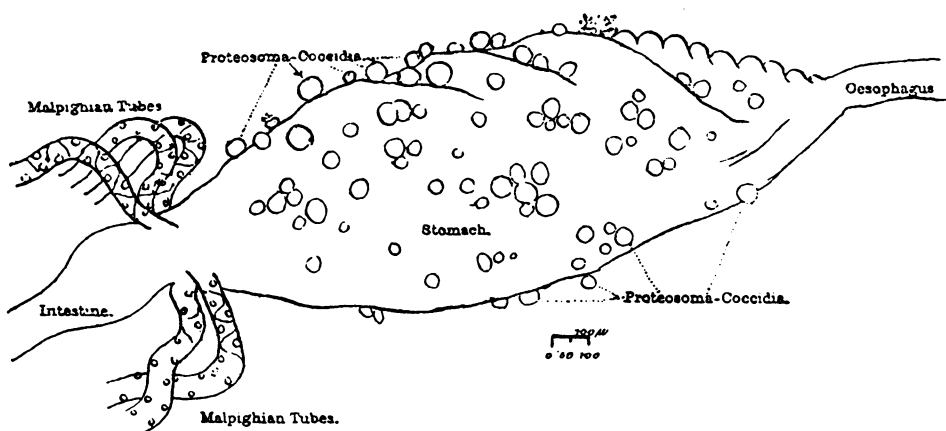 Proteosoma-Coccidia.
Malpighian Tubes
Oesophagus
Stomach.
Proteosoma-Coccidia.
Intestine.
0 50 100
Malpighian Tubes.